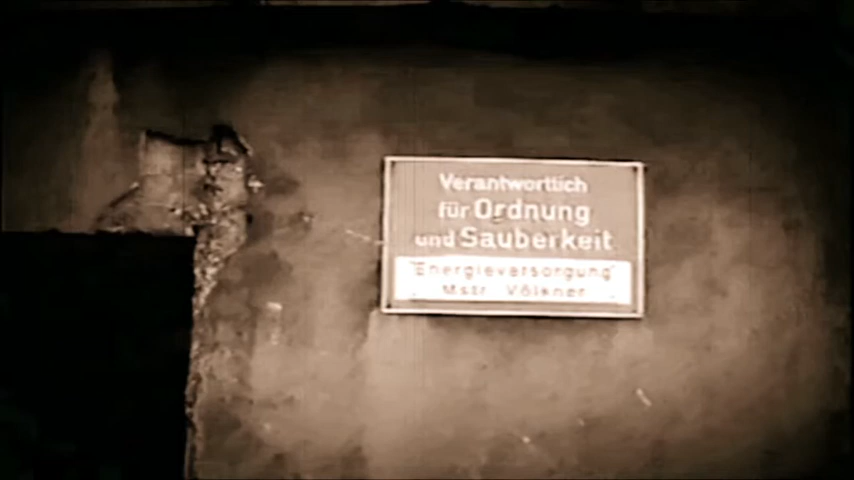 Verantwortlich
für Ordnung
und Sauberkeit
"Energieversorgung"
Mstr. Völkner